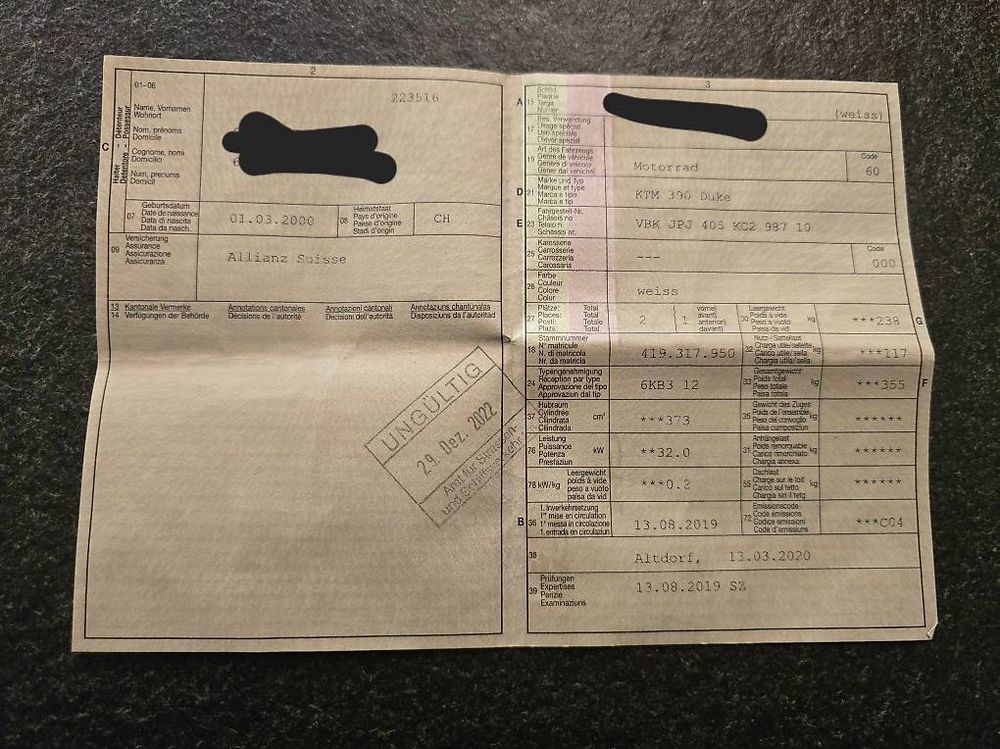 2
01-06
223516
C
Halter Détenteur
Detentore Possessur
Name, Vornamen
Wohnort
Nom, prénoms
Domicile
Cognome, nomi
Domicilio
Num, prenums
Domicil
07
Geburtsdatum
Date de naissance
Data di nascita
Data da nasch.
01.03.2000
08
Heimatstaat
Pays d'origine
Paese d'origine
Stadi d'origin
CH
09
Versicherung
Assurance
Assicurazione
Assicuranza
Allianz Suisse
13 Kantonale Vermerke Annotations cantonales Annotazioni cantonali Annotaziuns chantunalas
14 Verfügungen der Behörde Décisions de l'autorité Decisioni dell'autorità Disposiziuns da l'autoritad
UNGÜLTIG
29. Dez. 2022
Amt für Strassen-
und Schiffsverkehr
3
A 15
Schild
Plaque
Targa
Numer
(weiss)
17
Bes. Verwendung
Usage spécial
Uso speciale
Diever spezial
19
Art des Fahrzeugs
Genre de véhicule
Genere di veicolo
Gener dal vehichel
Motorrad
Code
60
D 21
Marke und Typ
Marque et type
Marca e tipo
Marca e tip
KTM 390 Duke
E 23
Fahrgestell-Nr.
Châssis no
Telaio n.
Schassis nr.
VBK JPJ 405 KC2 987 10
25
Karosserie
Carrosserie
Carrozzeria
Carossaria
---
Code
000
26
Farbe
Couleur
Colore
Colur
weiss
27
Plätze: Total
Places: Total
Posti: Totale
Plazs: Total
2
vorne
avant
anteriori
davant
1
30
Leergewicht
Poids à vide
Peso a vuoto
Paisa da vid
kg
***238
G
18
Stammnummer
N° matricule
N. di matricola
Nr. da matricla
419.317.950
32
Nutz-/Sattellast
Charge utile/sellette
Carico utile/sella
Chargia utila/sella
kg
***117
24
Typengenehmigung
Réception par type
Approvazione del tipo
Approvaziun dal tip
6KB3 12
33
Gesamtgewicht
Poids total
Peso totale
Paisa totala
kg
***355
F
37
Hubraum
Cylindrée
Cilindrata
Cilindrada
cm³
***373
35
Gewicht des Zuges
Poids de l'ensemble
Peso del convoglio
Paisa cumposiziun
kg
******
76
Leistung
Puissance
Potenza
Prestaziun
kW
**32.0
31
Anhängelast
Poids remorquable
Carico rimorchiato
Chargia annexa
kg
******
78 kW/kg
Leergewicht
poids à vide
peso a vuoto
paisa da vid
***0.2
55
Dachlast
Charge sur le toit
Carico sul tetto
Chargia sin il tetg
kg
******
B 36
1. Inverkehrsetzung
1re mise en circulation
1a messa in circolazione
1. entrada en circulaziun
13.08.2019
72
Emissionscode
Code émissions
Codice emissioni
Code d'emissiuns
***C04
38
Altdorf, 13.03.2020
39
Prüfungen
Expertises
Perizie
Examinaziuns
13.08.2019 SZ